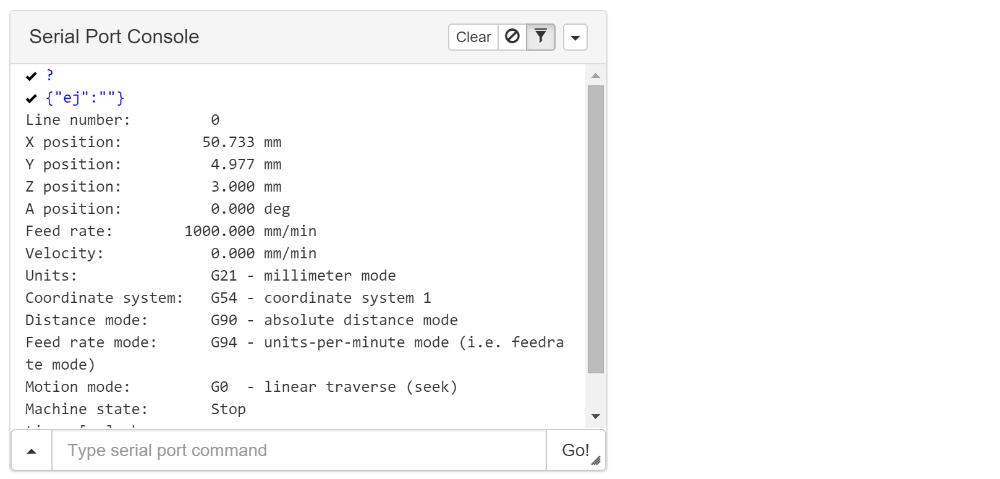 Serial Port Console
Clear
?
{"ej":""}
Line number: 0
X position: 50.733 mm
Y position: 4.977 mm
Z position: 3.000 mm
A position: 0.000 deg
Feed rate: 1000.000 mm/min
Velocity: 0.000 mm/min
Units: G21 - millimeter mode
Coordinate system: G54 - coordinate system 1
Distance mode: G90 - absolute distance mode
Feed rate mode: G94 - units-per-minute mode (i.e. feedra
te mode)
Motion mode: G0 - linear traverse (seek)
Machine state: Stop
Type serial port command
Go!